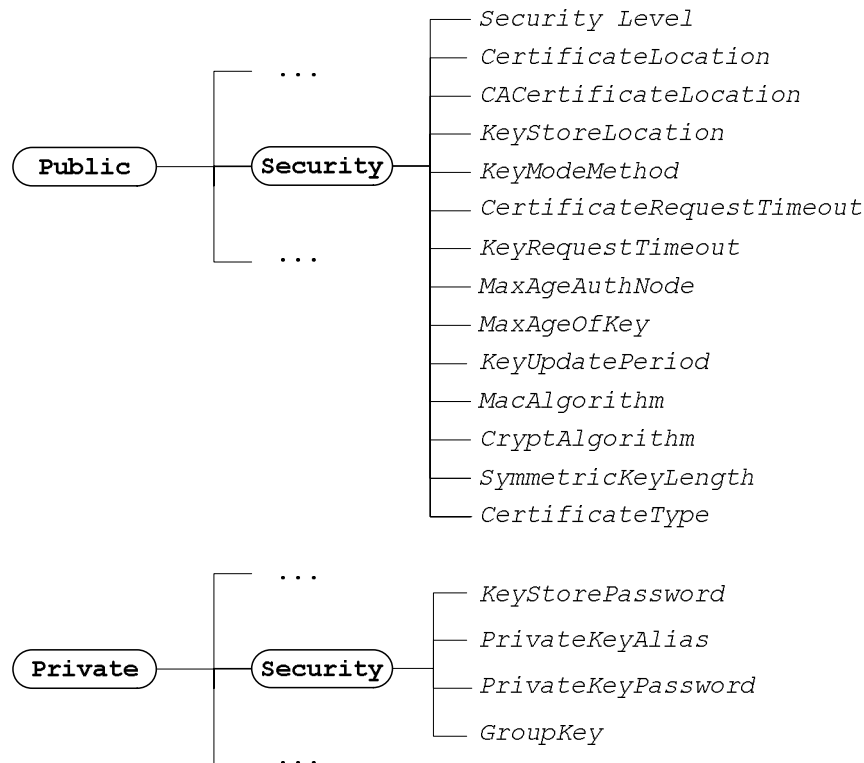 Security Level
CertificateLocation
...
CACertificateLocation
KeyStoreLocation
Public
Security
KeyModeMethod
CertificateRequestTimeout
...
KeyRequestTimeout
MaxAgeAuthNode
MaxAgeOfKey
KeyUpdatePeriod
MacAlgorithm
CryptAlgorithm
SymmetricKeyLength
CertificateType
...
KeyStorePassword
PrivateKeyAlias
Private
Security
PrivateKeyPassword
GroupKey
...